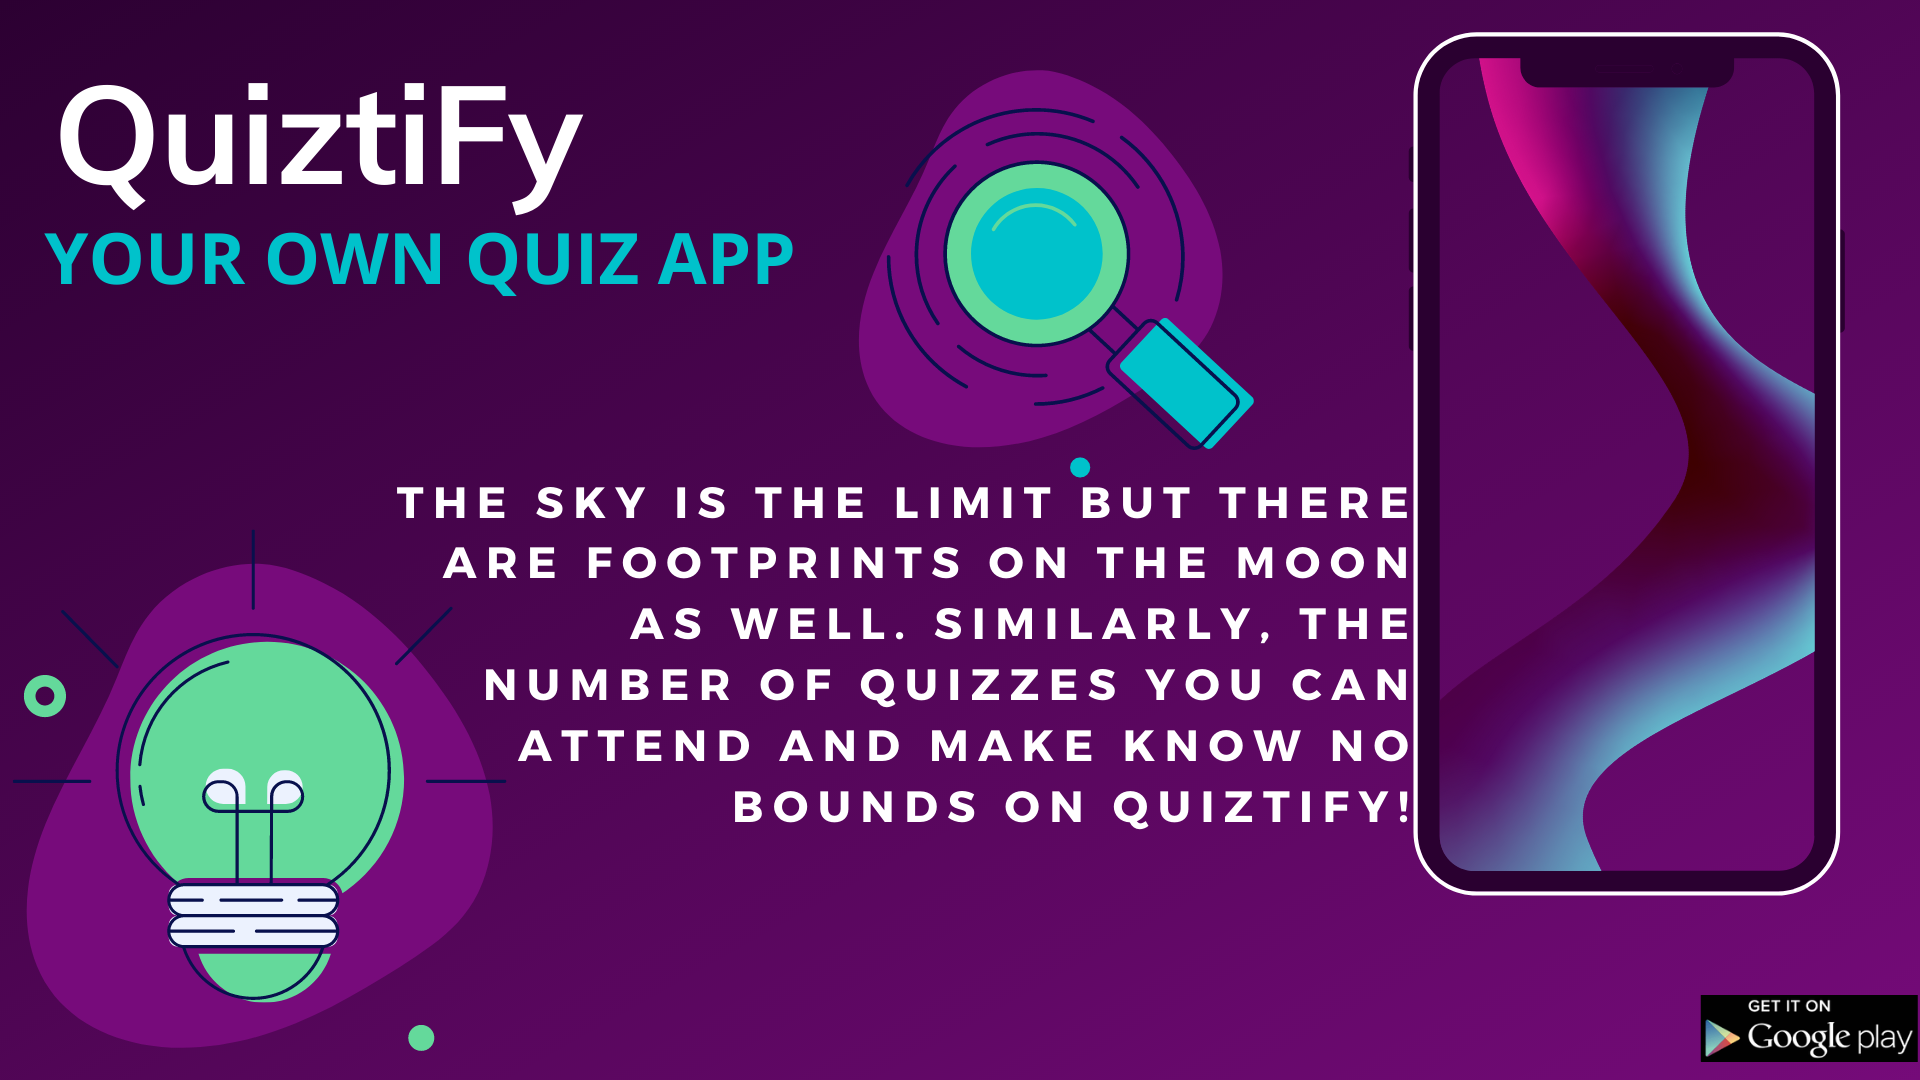 QuiztiFy
YOUR OWN QUIZ APP
THE SKY IS THE LIMIT BUT THERE
ARE FOOTPRINTS ON THE MOON
AS WELL. SIMILARLY, THE
NUMBER OF QUIZZES YOU CAN
ATTEND AND MAKE KNOW NO
BOUNDS ON QUIZTIFY!
GET IT ON
Google play